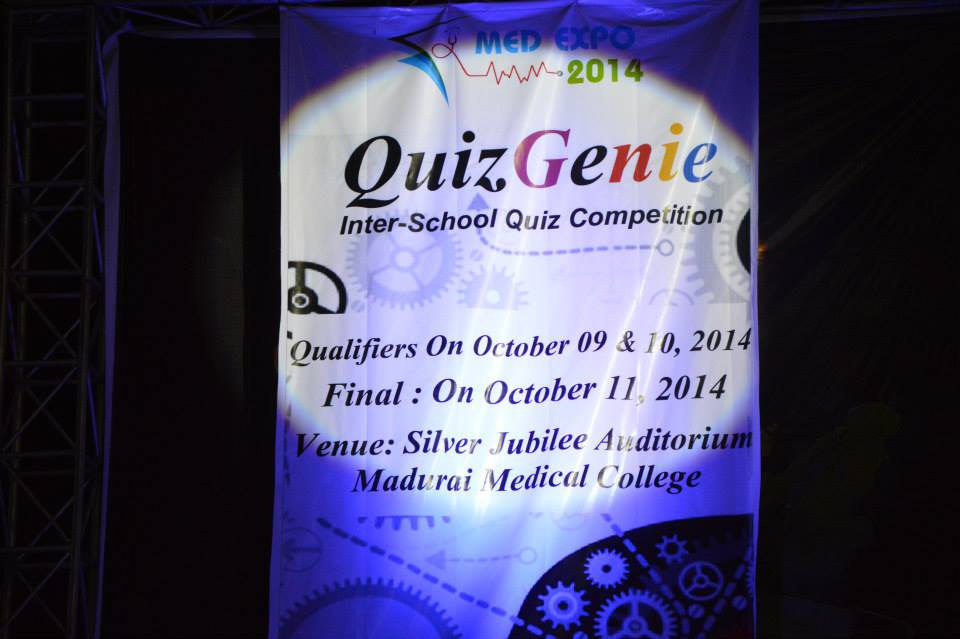 MED EXPO
2014
QuizGenie
Inter-School Quiz Competition
Qualifiers On October 09 & 10, 2014
Final : On October 11, 2014
Venue: Silver Jubilee Auditorium
Madurai Medical College